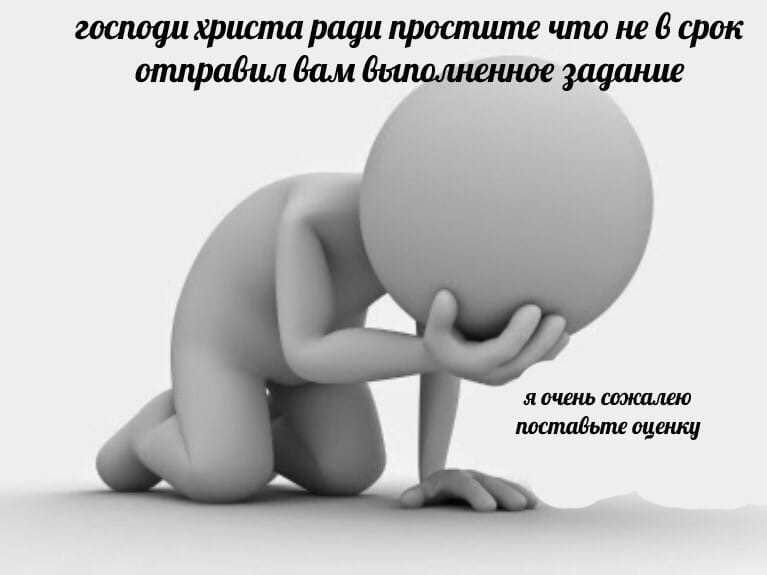 господи христа ради простите что не в срок
отправил вам выполненное задание
я очень сожалею
поставьте оценку